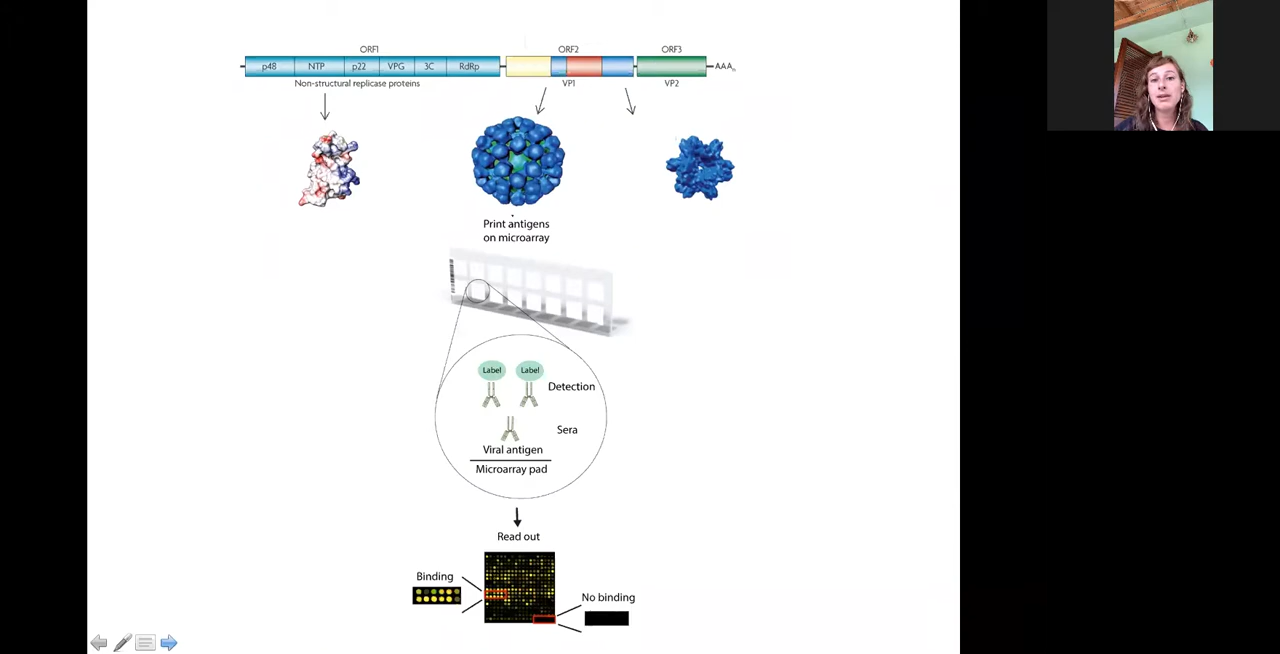 ORF1 ORF2 ORF3
p48 NTP p22 VPG 3C RdRp AAAn
Non-structural replicase proteins VP1 VP2
Print antigens
on microarray
Label Label
Detection
Sera
Viral antigen
Microarray pad
Read out
Binding
No binding